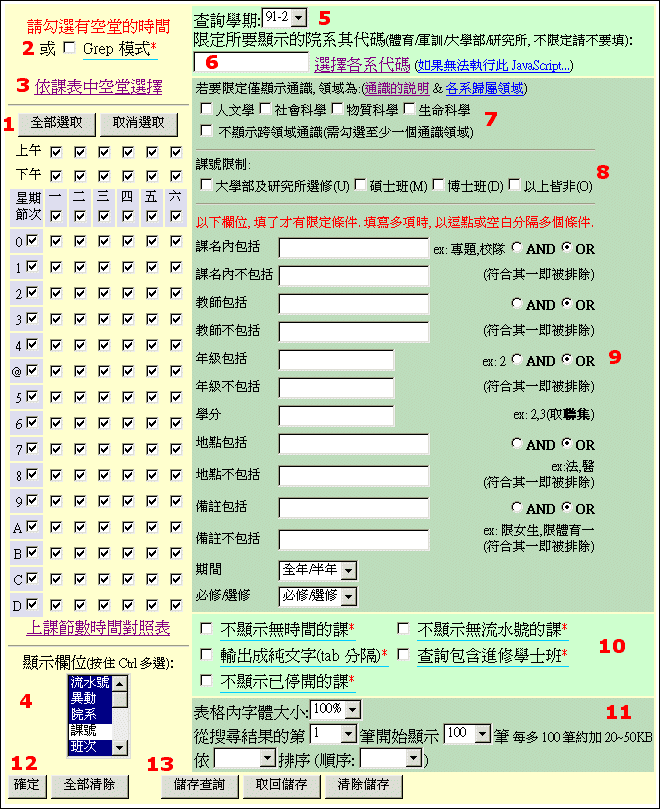 請勾選有空堂的時間
2 或 Grep 模式*
3 依課表中空堂選擇
1 全部選取 取消選取
上午
下午
星期 一 二 三 四 五 六
節次
0
1
2
3
4
@
5
6
7
8
9
A
B
C
D
上課節數時間對照表
顯示欄位(按住 Ctrl 多選):
4
流水號
異動
院系
課號
班次
12
確定 全部清除
查詢學期: 91-2 5
限定所要顯示的院系其代碼(體育/軍訓/大學部/研究所, 不限定請不要填):
6 選擇各系代碼 (如果無法執行此 JavaScript...)
若要限定僅顯示通識, 領域為:(通識的說明 & 各系歸屬領域)
人文學 社會科學 物質科學 生命科學
7
不顯示跨領域通識(需勾選至少一個通識領域)
課號限制:
8
大學部及研究所選修(U) 碩士班(M) 博士班(D) 以上皆非(O)
以下欄位, 填了才有限定條件. 填寫多項時, 以逗點或空白分隔多個條件.
課名內包括 ex: 專題,校隊 AND OR
課名內不包括 (符合其一即被排除)
教師包括 AND OR
教師不包括 (符合其一即被排除)
年級包括 ex: 2 AND OR 9
年級不包括 (符合其一即被排除)
學分 ex: 2,3(取聯集)
地點包括 AND OR
地點不包括 ex:法,醫
(符合其一即被排除)
備註包括 AND OR
備註不包括 ex: 限女生,限體育一
(符合其一即被排除)
期間 全年/半年
必修/選修 必修/選修
不顯示無時間的課* 不顯示無流水號的課*
輸出成純文字(tab 分隔)* 查詢包含進修學士班*
10
不顯示已停開的課*
表格內字體大小: 100% 11
從搜尋結果的第 1 筆開始顯示 100 筆 每多 100 筆約加 20~50KB
依 排序 (順序: )
13
儲存查詢 取回儲存 清除儲存